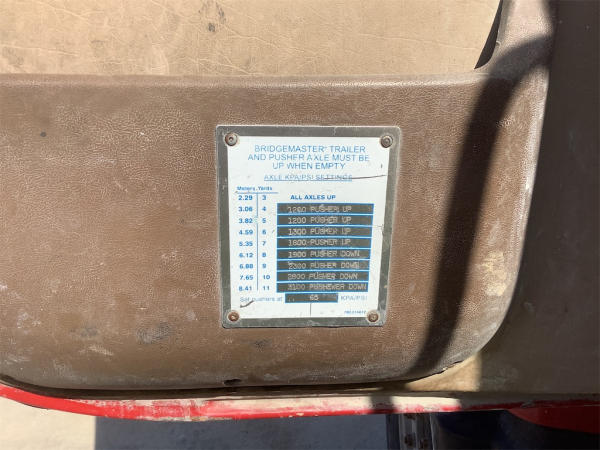 BRIDGEMASTER® TRAILER
AND PUSHER AXLE MUST BE
UP WHEN EMPTY
AXLE KPA/PSI SETTINGS
Meters Yards
2.29 3 ALL AXLES UP
3.06 4 1200 PUSHER UP
3.82 5 1200 PUSHER UP
4.59 6 1300 PUSHER UP
5.35 7 1600 PUSHER UP
6.12 8 1900 PUSHER DOWN
6.88 9 2300 PUSHER DOWN
7.65 10 2800 PUSHER DOWN
8.41 11 3100 PUSHEWER DOWN
Set pushers at 65 KPA/PSI